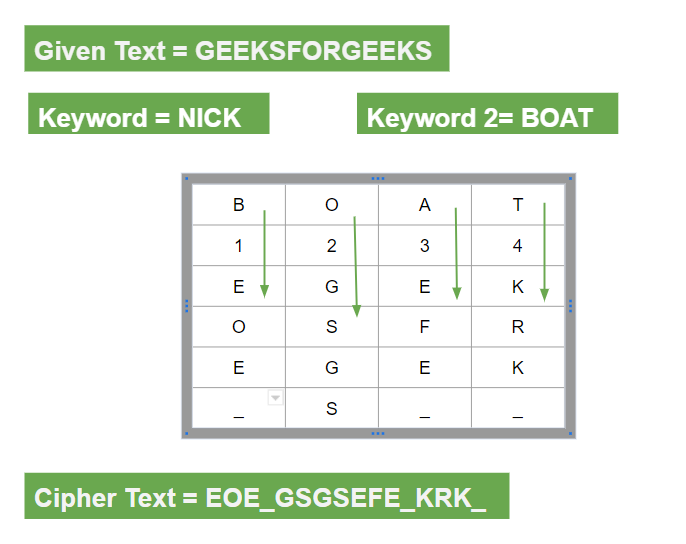 Given Text = GEEKSFORGEEKS
Keyword = NICK Keyword 2= BOAT
B O A T
1 2 3 4
E G E K
O S F R
E G E K
_ S _ _
Cipher Text = EOE_GSGSEFE_KRK_